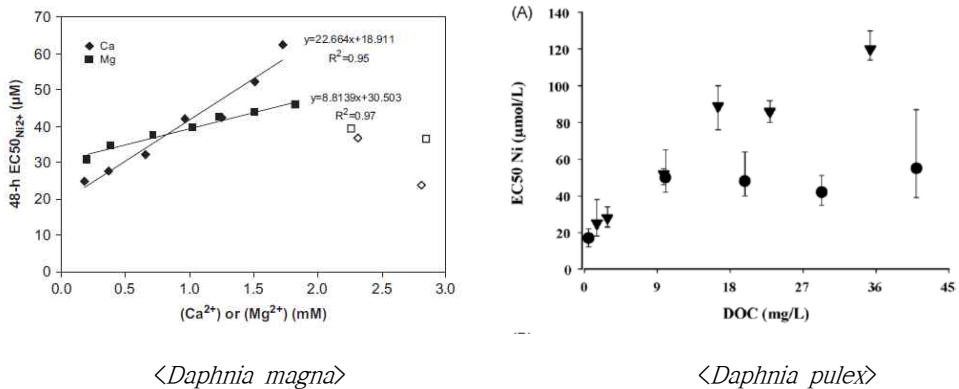 70
60
50
40
30
20
10
0
48-h EC50Ni2+ (µM)
Ca
Mg
y=22.664x+18.911
R2=0.95
y=8.8139x+30.503
R2=0.97
0.0 0.5 1.0 1.5 2.0 2.5 3.0
(Ca2+) or (Mg2+) (mM)
<Daphnia magna>
(A)
140
120
100
80
60
40
20
0
EC50 Ni (µmol/L)
0 9 18 27 36 45
DOC (mg/L)
<Daphnia pulex>